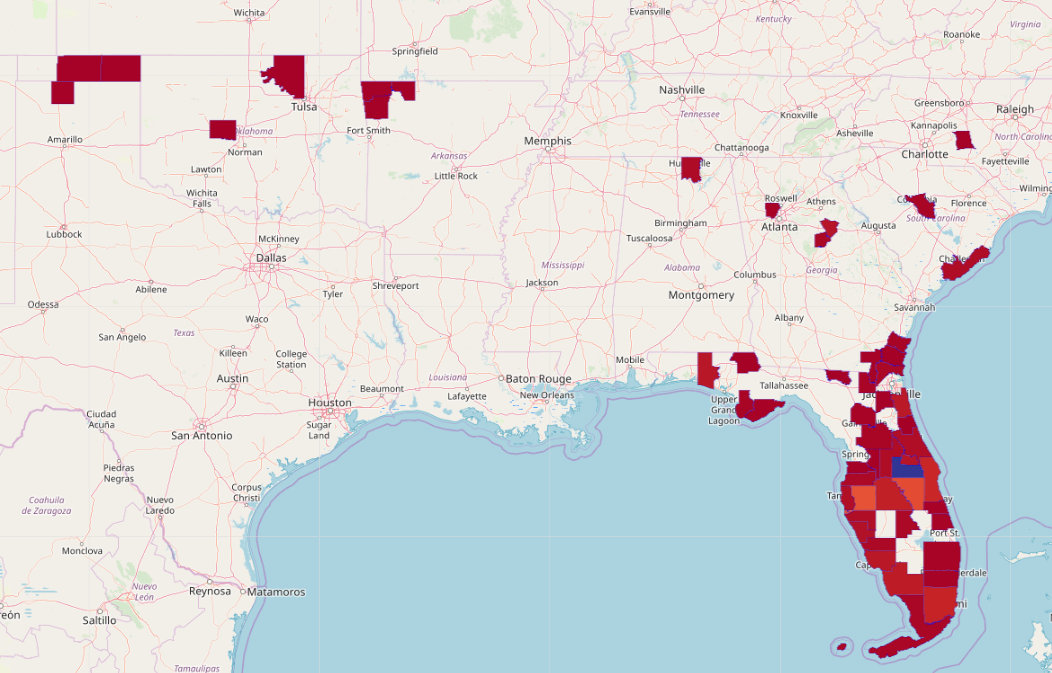 Wichita
Evansville
Kentucky
Virginia
Roanoke
Springfield
Nashville
Tennessee
Knoxville
Greensboro
Raleigh
Tulsa
Kannapolis
Asheville
North Carolina
Fort Smith
Oklahoma
Amarillo
Norman
Memphis
Chattanooga
Charlotte
Arkansas
Fayetteville
Lawton
Little Rock
Wichita
Falls
Roswell
Athens
Florence
Wilming
South Carolina
Birmingham
Atlanta
Augusta
Lubbock
McKinney
Tuscaloosa
Dallas
Mississippi
Alabama
Georgia
Columbus
Abilene
Tyler
Shreveport
Jackson
Montgomery
Odessa
Savannah
Waco
Albany
San Angelo
Texas
Killeen
College
Station
Mobile
Austin
Louisiana
Baton Rouge
Tallahassee
Beaumont
Lafayette
New Orleans
Houston
Upper
Grand
Lagoon
Ciudad
Acuña
San Antonio
Sugar
Land
Spring
Piedras
Negras
Coahuila
de Zaragoza
Nuevo
Laredo
Corpus
Christi
Port St.
Monclova
Nuevo
León
Reynosa
Matamoros
Saltillo
Tamaulipas